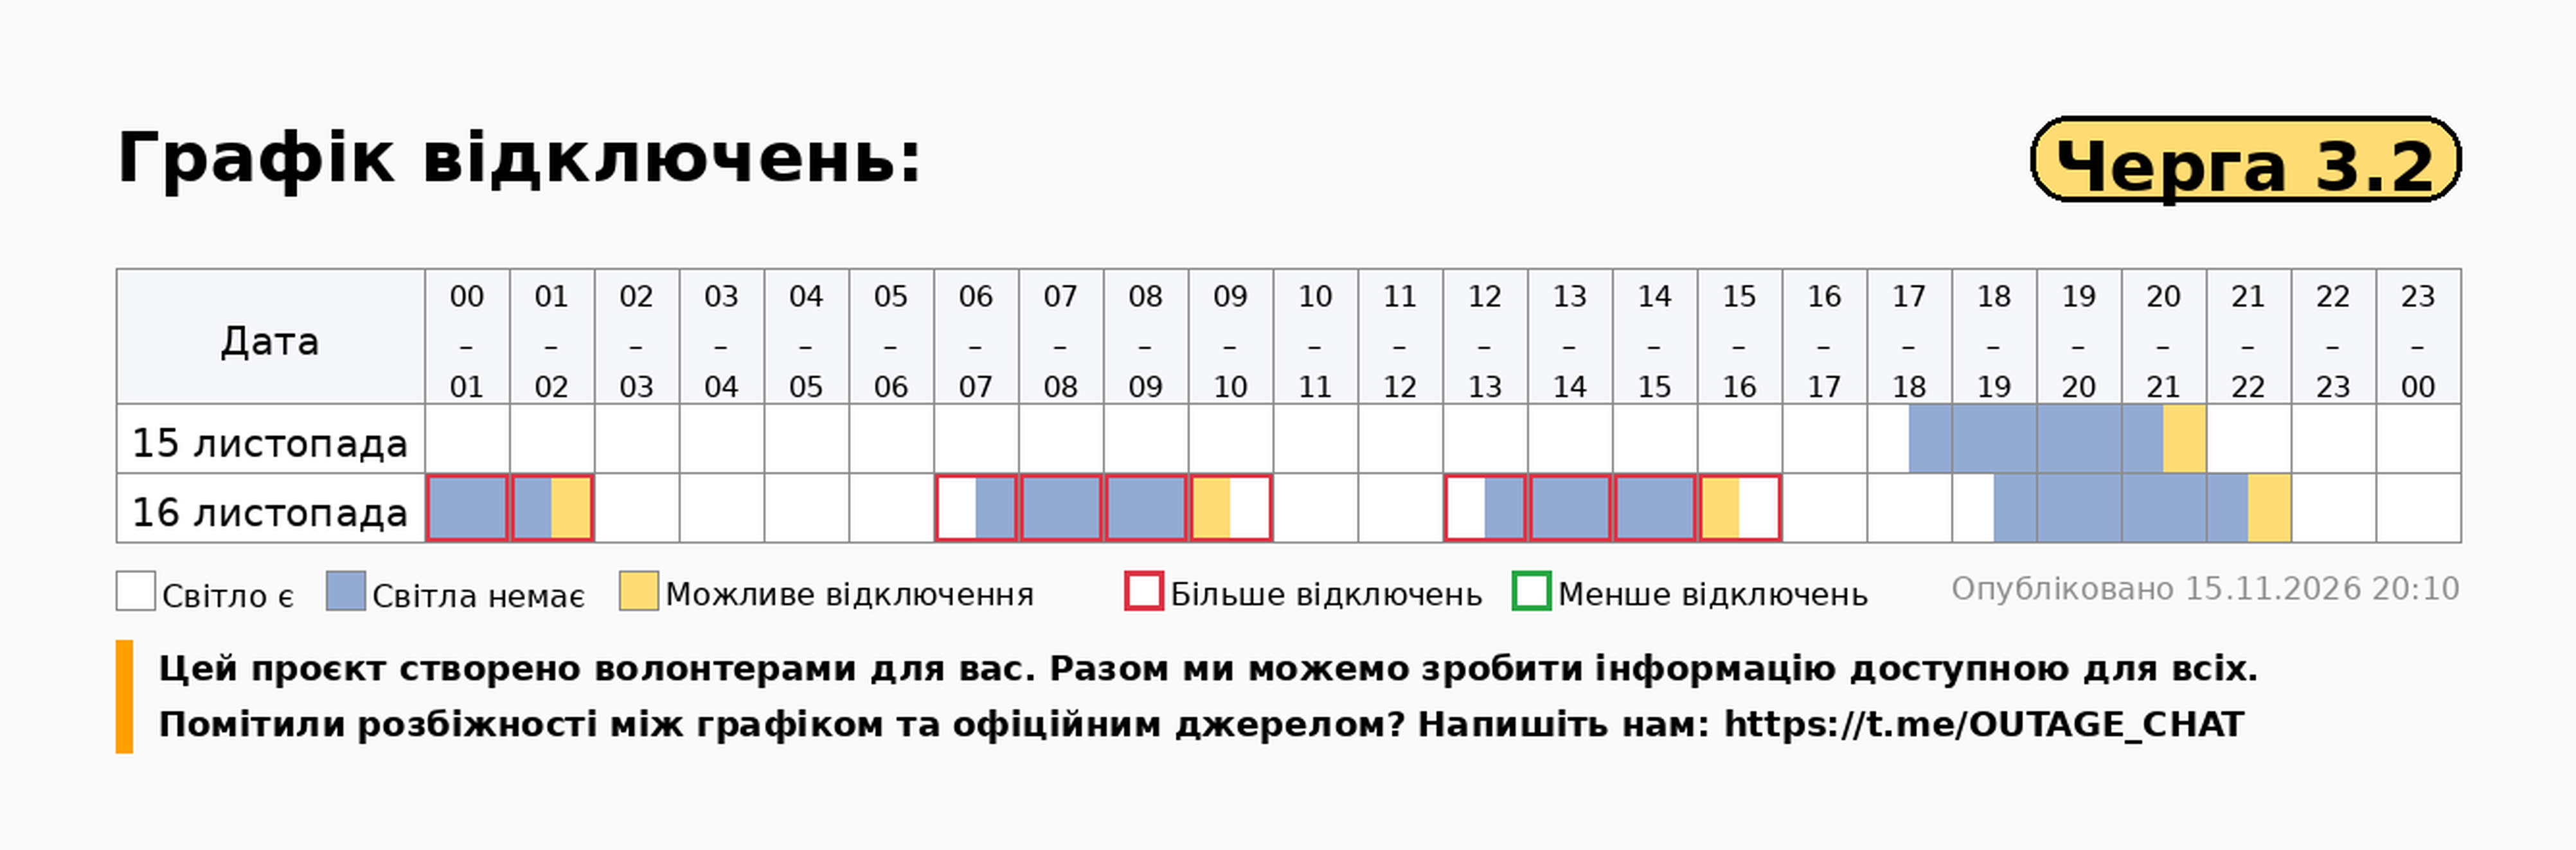 Графік відключень:
Черга 3.2
Дата 00 – 01 01 – 02 02 – 03 03 – 04 04 – 05 05 – 06 06 – 07 07 – 08 08 – 09 09 – 10 10 – 11 11 – 12 12 – 13 13 – 14 14 – 15 15 – 16 16 – 17 17 – 18 18 – 19 19 – 20 20 – 21 21 – 22 22 – 23 23 – 00
15 листопада
16 листопада
Світло є Світла немає Можливе відключення Більше відключень Менше відключень Опубліковано 15.11.2026 20:10
Цей проєкт створено волонтерами для вас. Разом ми можемо зробити інформацію доступною для всіх.
Помітили розбіжності між графіком та офіційним джерелом? Напишіть нам: https://t.me/OUTAGE_CHAT